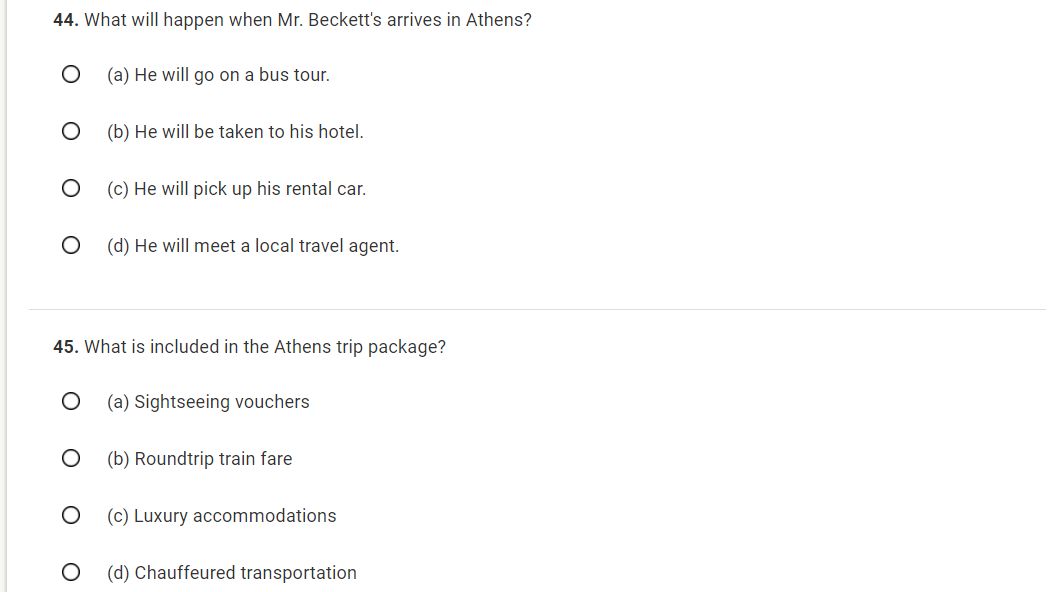 44. What will happen when Mr. Beckett's arrives in Athens?
(a) He will go on a bus tour.
(b) He will be taken to his hotel.
(c) He will pick up his rental car.
(d) He will meet a local travel agent.
45. What is included in the Athens trip package?
(a) Sightseeing vouchers
(b) Roundtrip train fare
(c) Luxury accommodations
(d) Chauffeured transportation